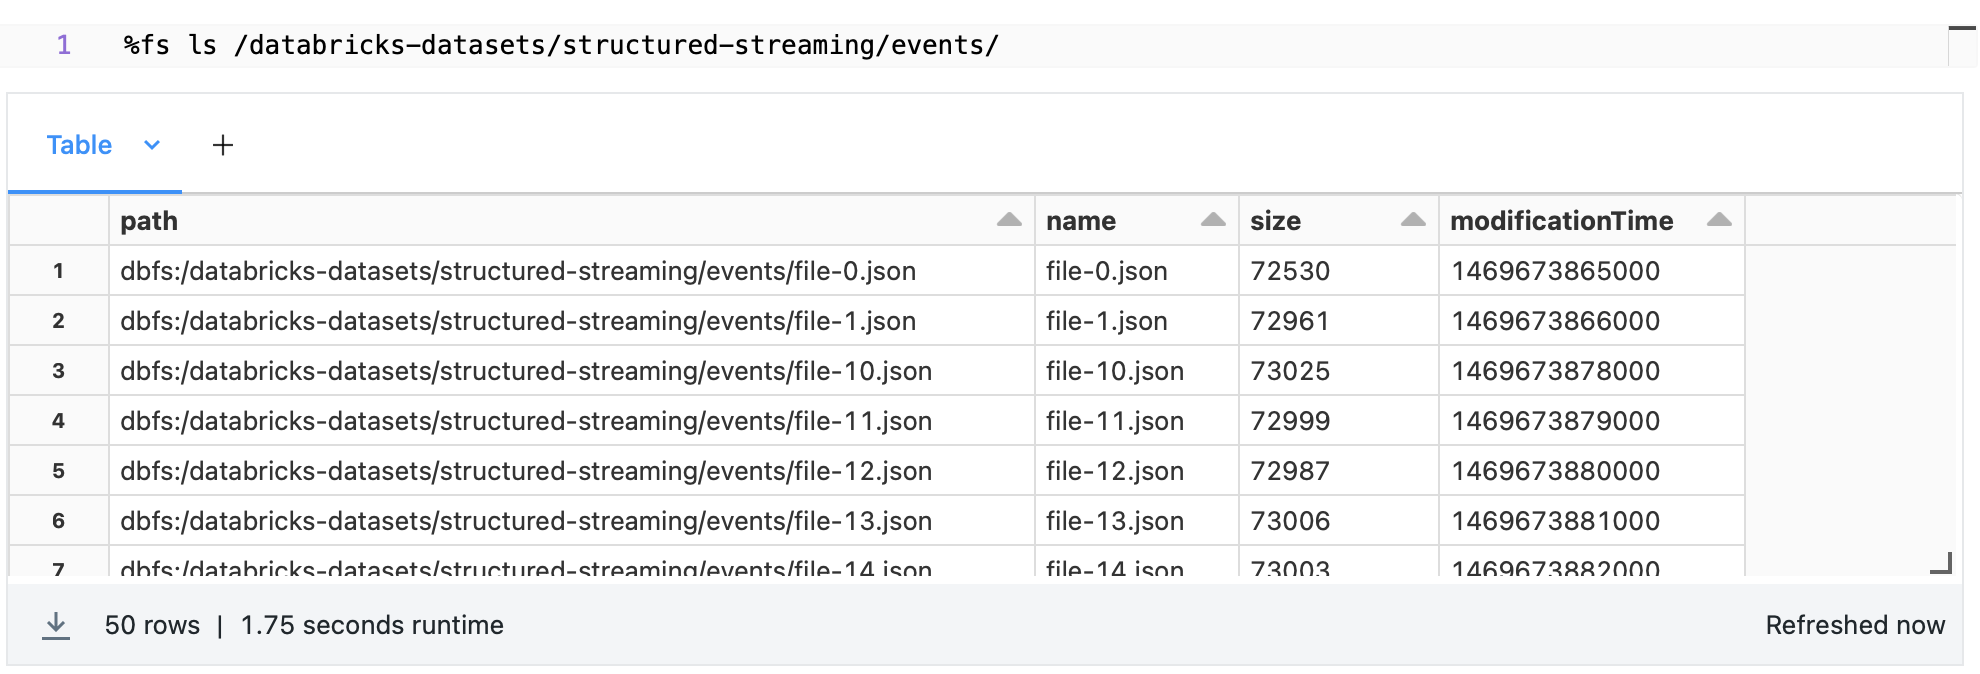 1 %fs ls /databricks-datasets/structured-streaming/events/
Table +
path name size modificationTime
1 dbfs:/databricks-datasets/structured-streaming/events/file-0.json file-0.json 72530 1469673865000
2 dbfs:/databricks-datasets/structured-streaming/events/file-1.json file-1.json 72961 1469673866000
3 dbfs:/databricks-datasets/structured-streaming/events/file-10.json file-10.json 73025 1469673878000
4 dbfs:/databricks-datasets/structured-streaming/events/file-11.json file-11.json 72999 1469673879000
5 dbfs:/databricks-datasets/structured-streaming/events/file-12.json file-12.json 72987 1469673880000
6 dbfs:/databricks-datasets/structured-streaming/events/file-13.json file-13.json 73006 1469673881000
7 dbfs:/databricks-datasets/structured-streaming/events/file-14.json file-14.json 73003 1469673882000
50 rows | 1.75 seconds runtime Refreshed now